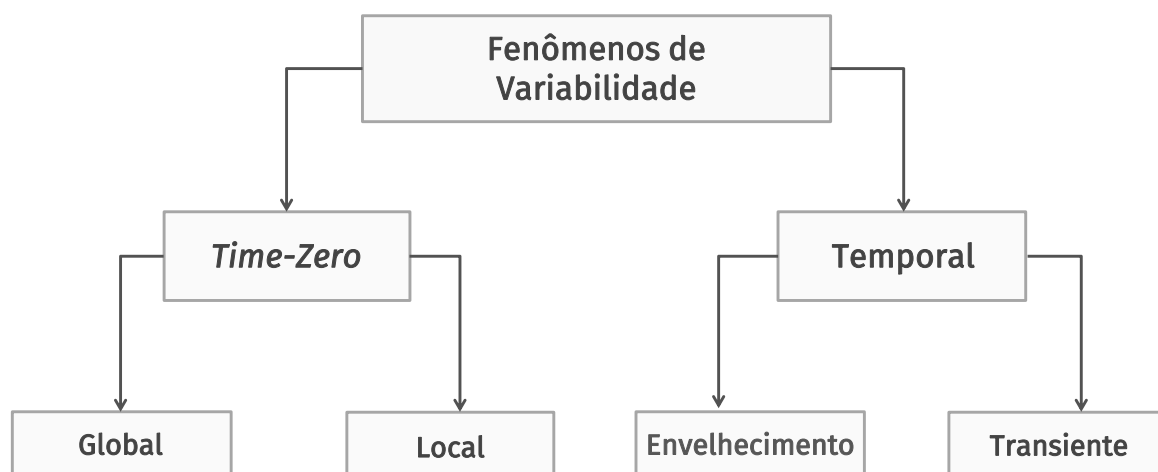 Fenômenos de
Variabilidade
Time-Zero
Temporal
Global
Local
Envelhecimento
Transiente